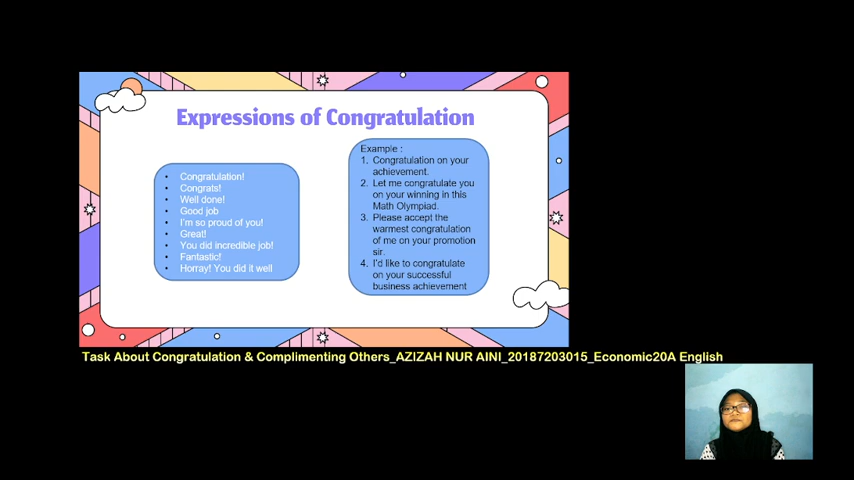 Expressions of Congratulation
• Congratulation!
• Congrats!
• Well done!
• Good job
• I'm so proud of you!
• Great!
• You did incredible job!
• Fantastic!
• Horray! You did it well
Example :
1. Congratulation on your
achievement.
2. Let me congratulate you
on your winning in this
Math Olympiad.
3. Please accept the
warmest congratulation
of me on your promotion
sir.
4. I'd like to congratulate
on your successful
business achievement
Task About Congratulation & Complimenting Others_AZIZAH NUR AINI_20187203015_Economic20A English